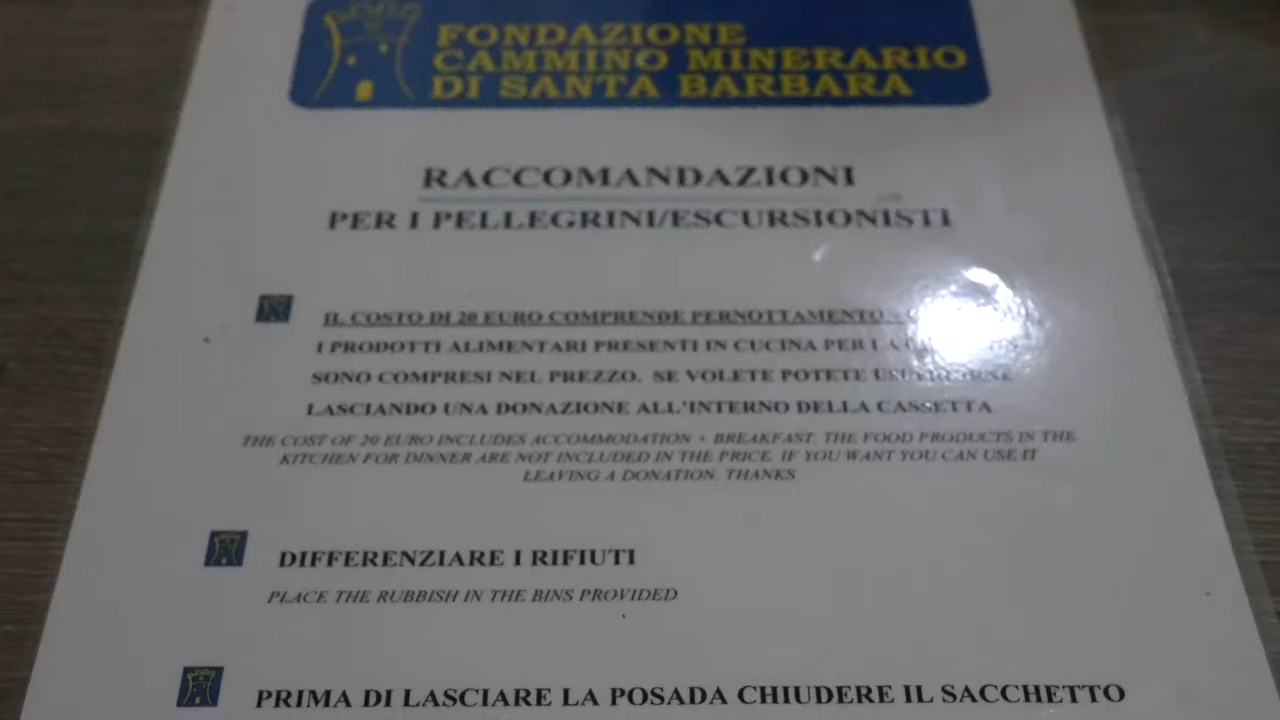 FONDAZIONE
CAMMINO MINERARIO
DI SANTA BARBARA
RACCOMANDAZIONI
PER I PELLEGRINI/ESCURSIONISTI
IL COSTO DI 20 EURO COMPRENDE PERNOTTAMENTO
I PRODOTTI ALIMENTARI PRESENTI IN CUCINA PER LA
SONO COMPRESI NEL PREZZO. SE VOLETE POTETE
LASCIANDO UNA DONAZIONE ALL'INTERNO DELLA CASSETTA
THE COST OF 20 EURO INCLUDES ACCOMMODATION + BREAKFAST. THE FOOD PRODUCTS IN THE
KITCHEN FOR DINNER ARE NOT INCLUDED IN THE PRICE. IF YOU WANT YOU CAN USE IT
LEAVING A DONATION. THANKS
DIFFERENZIARE I RIFIUTI
PLACE THE RUBBISH IN THE BINS PROVIDED
PRIMA DI LASCIARE LA POSADA CHIUDERE IL SACCHETTO